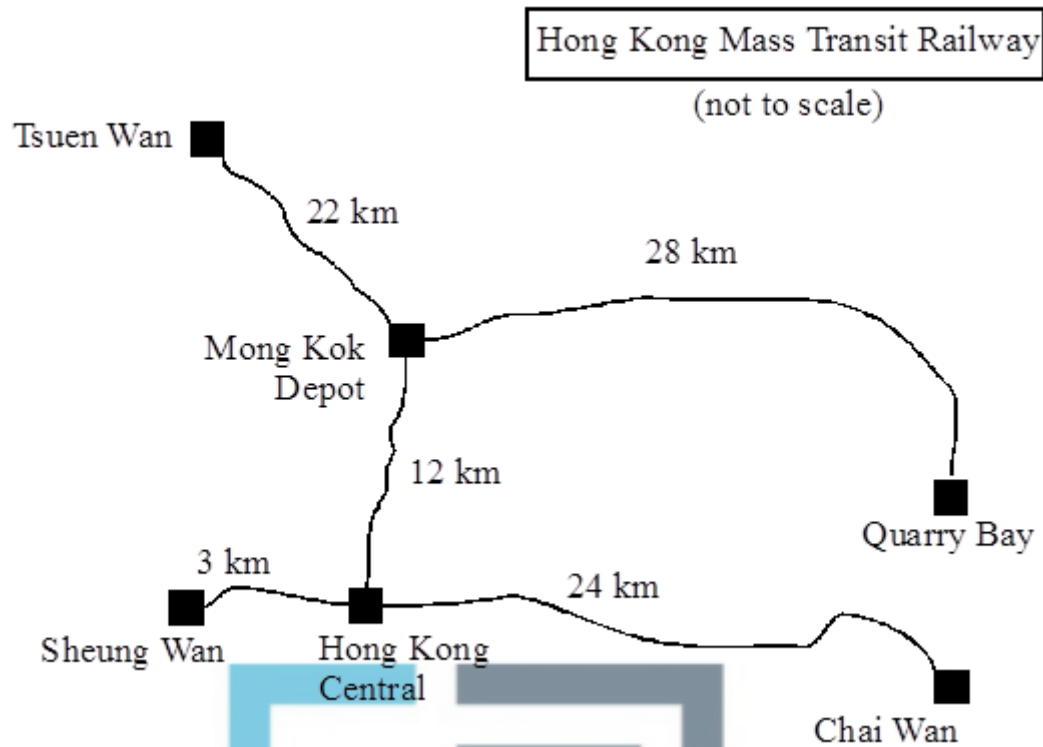 Hong Kong Mass Transit Railway
(not to scale)
Tsuen Wan
22 km
28 km
Mong Kok
Depot
12 km
Quarry Bay
3 km
24 km
Sheung Wan
Hong Kong
Central
Chai Wan